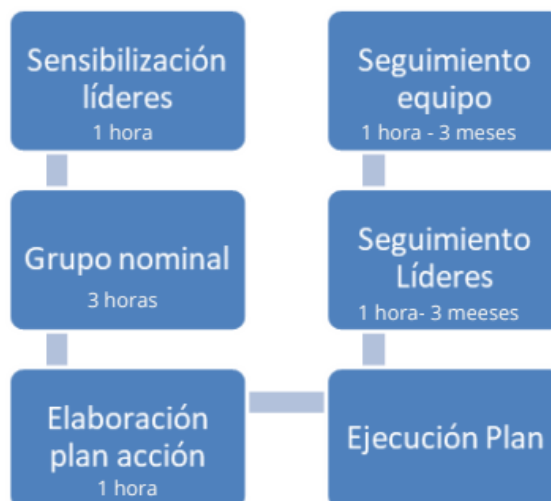 Sensibilización
líderes
1 hora
Grupo nominal
3 horas
Elaboración
plan acción
1 hora
Ejecución Plan
Seguimiento
Líderes
1 hora- 3 meeses
Seguimiento
equipo
1 hora - 3 meses